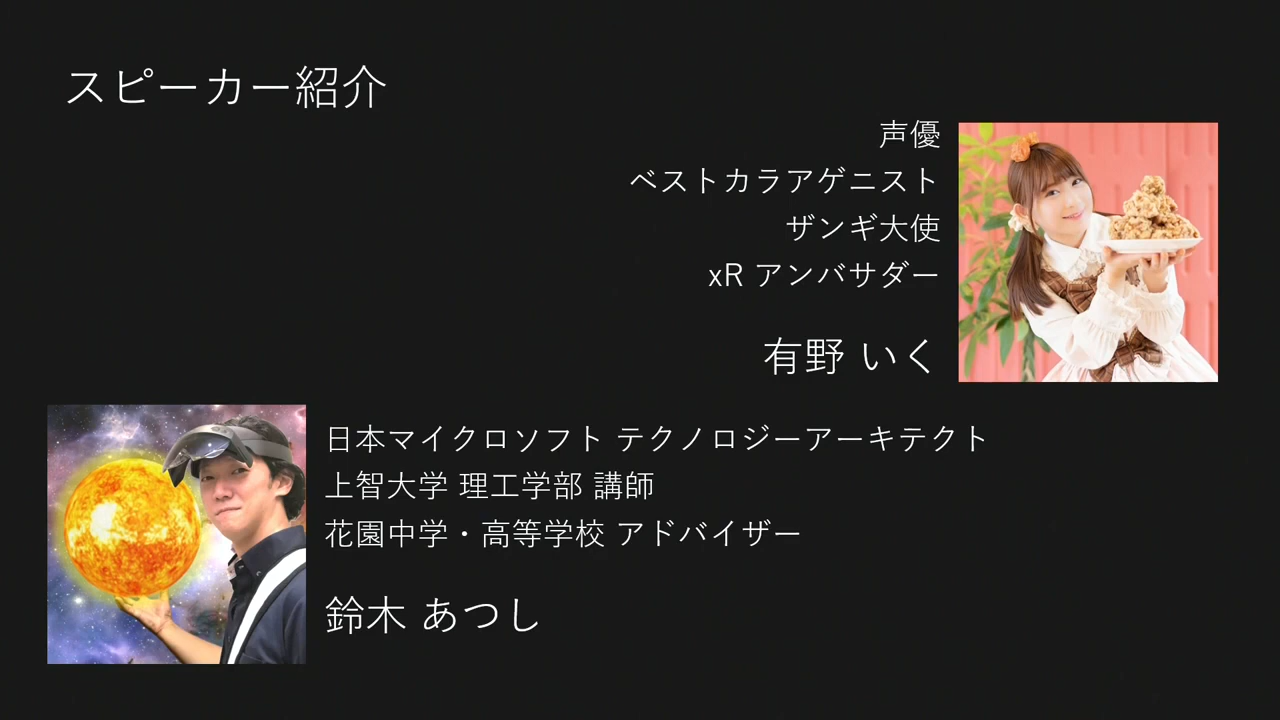 スピーカー紹介
声優
ベストカラアゲニスト
ザンギ大使
xR アンバサダー
有野 いく
日本マイクロソフト テクノロジーアーキテクト
上智大学 理工学部 講師
花園中学・高等学校 アドバイザー
鈴木 あつし